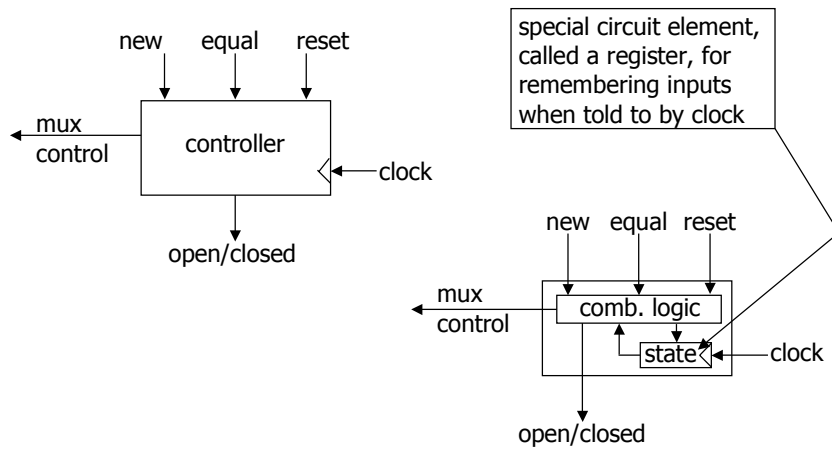 new equal reset
mux
control
controller
clock
open/closed
special circuit element,
called a register, for
remembering inputs
when told to by clock
new equal reset
mux
control
comb. logic
state
clock
open/closed